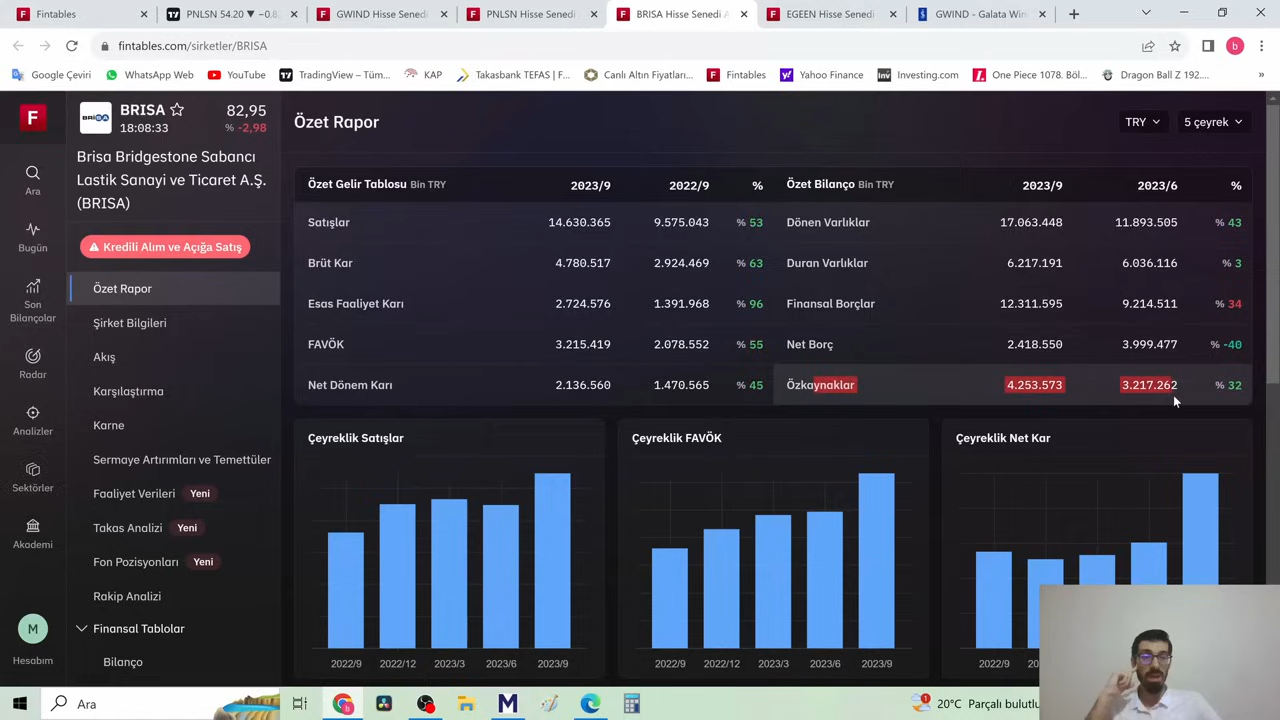 Fintables
PNLSN 54.20 ▼ −0.8
GWIND Hisse Senedi
PNLSN Hisse Senedi
BRISA Hisse Senedi A
EGEEN Hisse Senedi
GWIND - Galata Win
fintables.com/sirketler/BRISA
b
Google Çeviri
WhatsApp Web
YouTube
TradingView – Tüm...
KAP
Takasbank TEFAS | F...
Canlı Altın Fiyatları...
Fintables
Yahoo Finance
Investing.com
One Piece 1078. Böl...
Dragon Ball Z 192....
»
F
Ara
Bugün
Son
Bilançolar
Radar
Analizler
Sektörler
Akademi
M
Hesabım
BRİSA
BRISA
82,95
18:08:33
% -2,98
Brisa Bridgestone Sabancı
Lastik Sanayi ve Ticaret A.Ş.
(BRISA)
Kredili Alım ve Açığa Satış
Özet Rapor
Şirket Bilgileri
Akış
Karşılaştırma
Karne
Sermaye Artırımları ve Temettüler
Faaliyet Verileri Yeni
Takas Analizi Yeni
Fon Pozisyonları Yeni
Rakip Analizi
Finansal Tablolar
Bilanço
Özet Rapor
TRY
5 çeyrek
Özet Gelir Tablosu Bin TRY 2023/9 2022/9 %
Satışlar 14.630.365 9.575.043 % 53
Brüt Kar 4.780.517 2.924.469 % 63
Esas Faaliyet Karı 2.724.576 1.391.968 % 96
FAVÖK 3.215.419 2.078.552 % 55
Net Dönem Karı 2.136.560 1.470.565 % 45
Özet Bilanço Bin TRY 2023/9 2023/6 %
Dönen Varlıklar 17.063.448 11.893.505 % 43
Duran Varlıklar 6.217.191 6.036.116 % 3
Finansal Borçlar 12.311.595 9.214.511 % 34
Net Borç 2.418.550 3.999.477 % -40
Özkaynaklar 4.253.573 3.217.262 % 32
Çeyreklik Satışlar
2022/9 2022/12 2023/3 2023/6 2023/9
Çeyreklik FAVÖK
2022/9 2022/12 2023/3 2023/6 2023/9
Çeyreklik Net Kar
2022/9
Ara
20°C Parçalı bulutlu